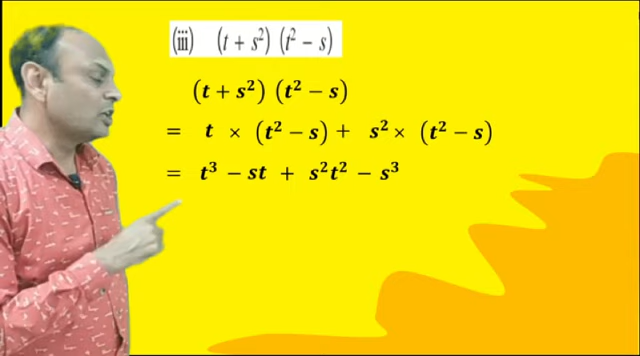 (iii) (t + s²) (t² – s)
(t + s²) (t² − s)
= t × (t² − s) + s² × (t² − s)
= t³ − st + s²t² − s³